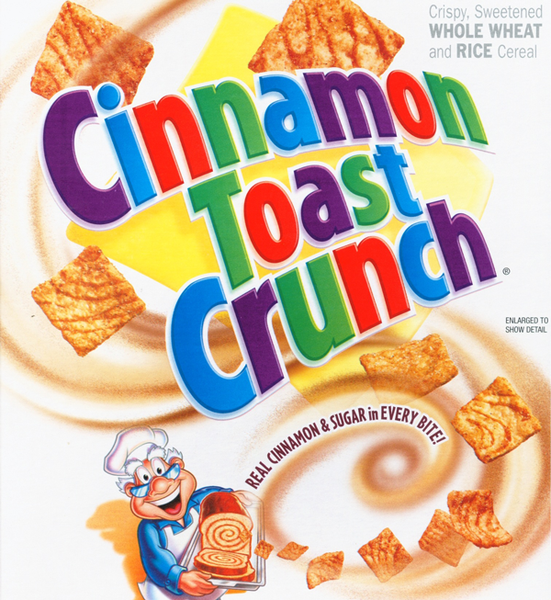 Crispy, Sweetened
WHOLE WHEAT
and RICE Cereal
Cinnamon
Toast
Crunch®
ENLARGED TO
SHOW DETAIL
REAL CINNAMON & SUGAR in EVERY BITE!